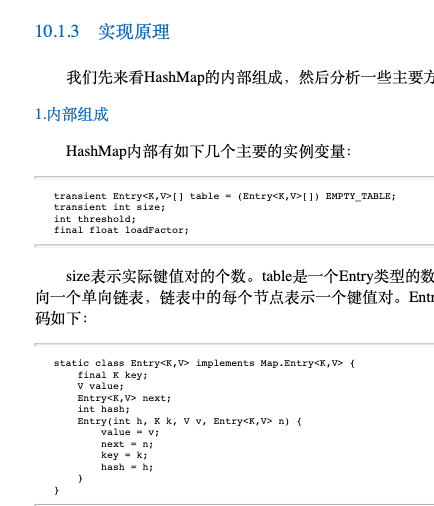 10.1.3 实现原理
我们先来看HashMap的内部组成，然后分析一些主要方
1.内部组成
HashMap内部有如下几个主要的实例变量：
transient Entry<K,V>[] table = (Entry<K,V>[]) EMPTY_TABLE;
transient int size;
int threshold;
final float loadFactor;
size表示实际键值对的个数。table是一个Entry类型的数
向一个单向链表，链表中的每个节点表示一个键值对。Entr
码如下：
static class Entry<K,V> implements Map.Entry<K,V> {
final K key;
V value;
Entry<K,V> next;
int hash;
Entry(int h, K k, V v, Entry<K,V> n) {
value = v;
next = n;
key = k;
hash = h;
}
}